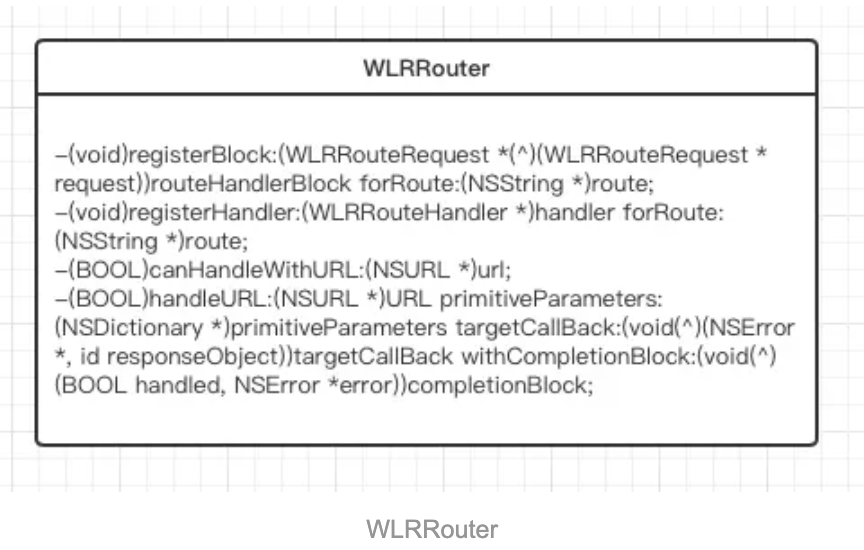 WLRRouter
-(void)registerBlock:(WLRRouteRequest *(^)(WLRRouteRequest *
request))routeHandlerBlock forRoute:(NSString *)route;
-(void)registerHandler:(WLRRouteHandler *)handler forRoute:
(NSString *)route;
-(BOOL)canHandleWithURL:(NSURL *)url;
-(BOOL)handleURL:(NSURL *)URL primitiveParameters:
(NSDictionary *)primitiveParameters targetCallBack:(void(^)(NSError
*, id responseObject))targetCallBack withCompletionBlock:(void(^)
(BOOL handled, NSError *error))completionBlock;
WLRRouter